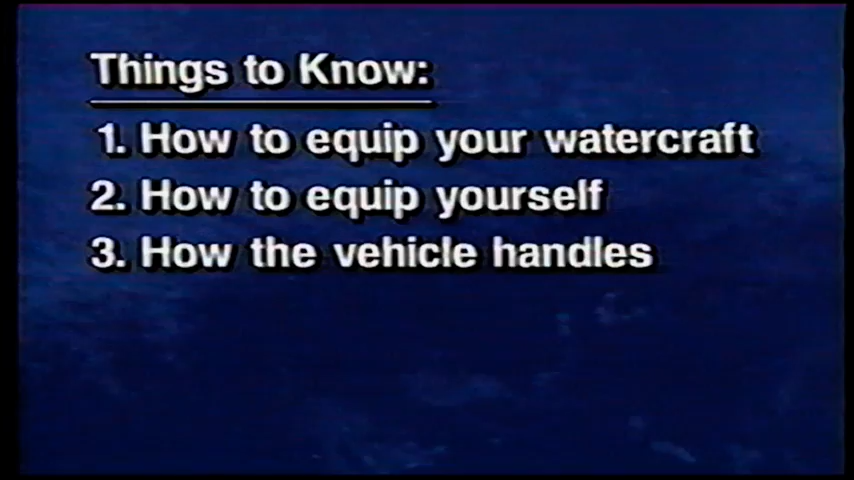 Things to Know:
1. How to equip your watercraft
2. How to equip yourself
3. How the vehicle handles